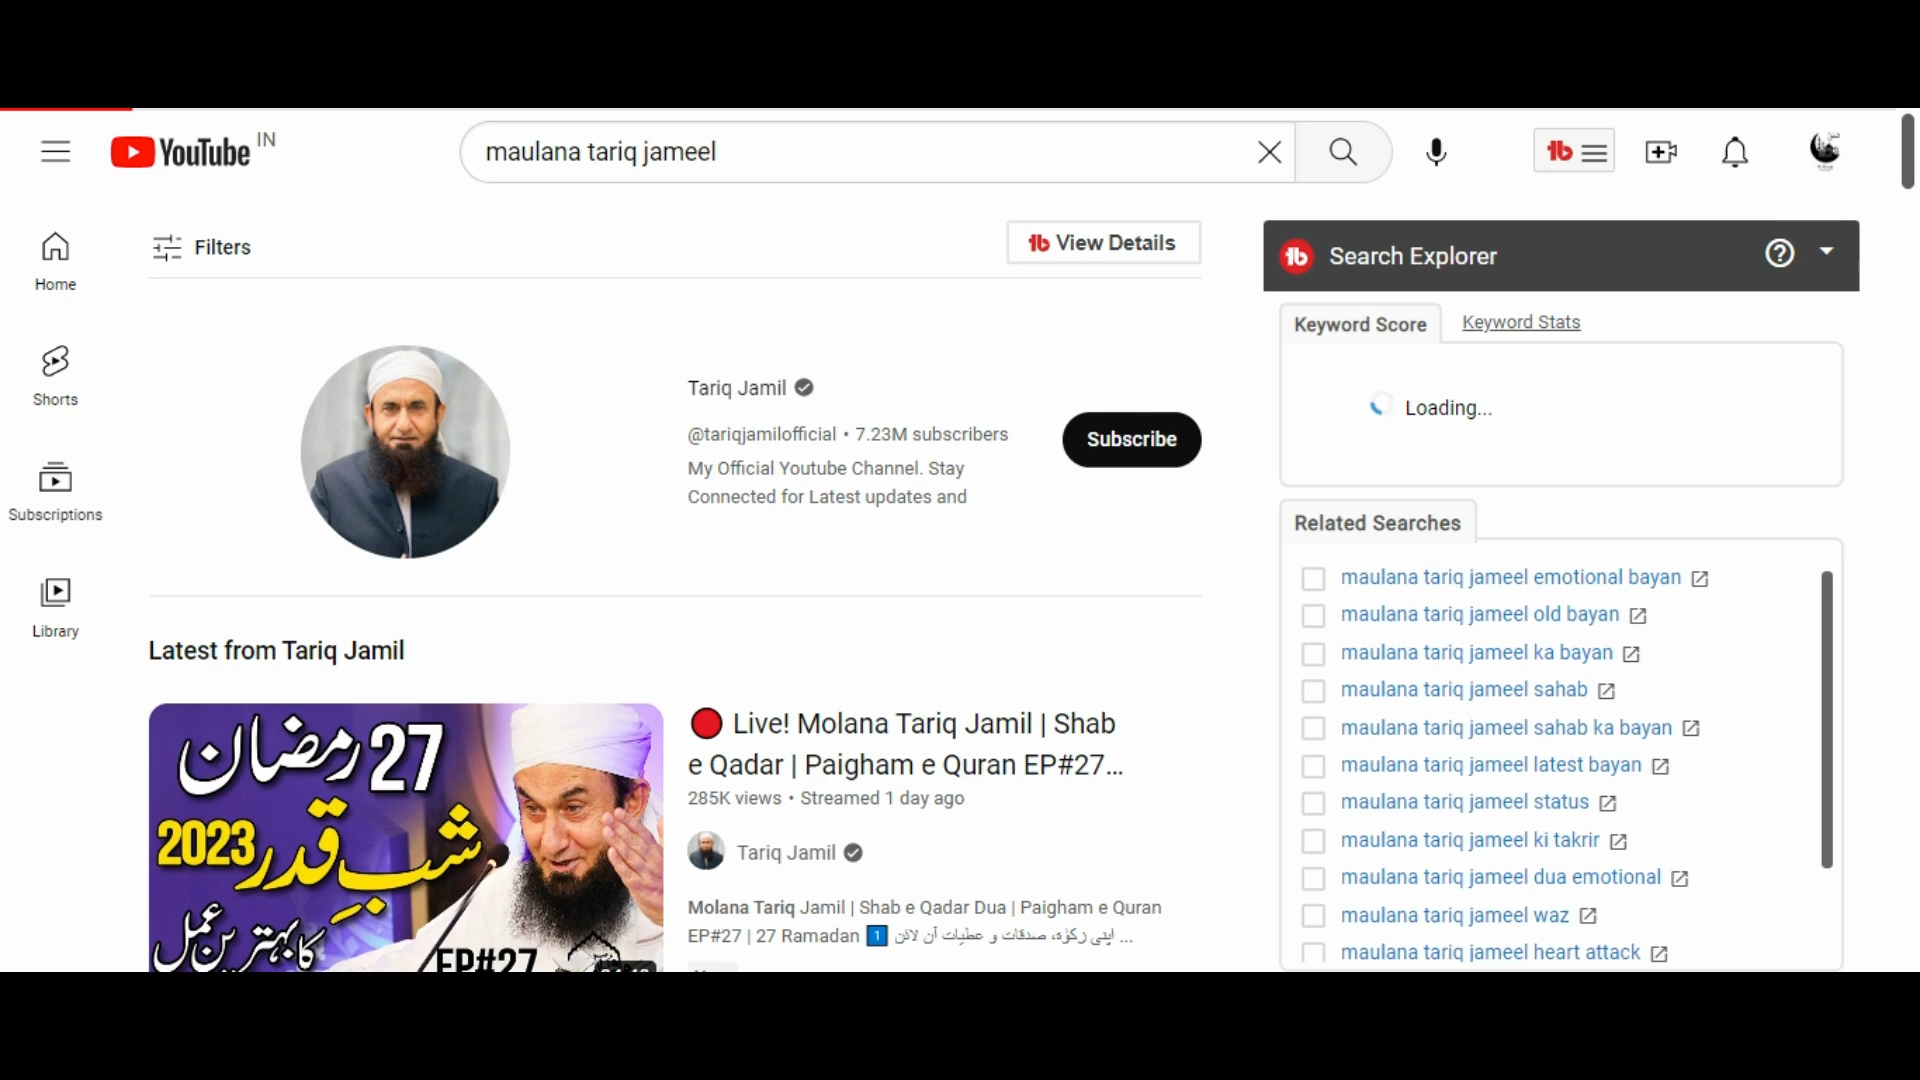 YouTube IN
maulana tariq jameel
Filters
View Details
Home
Shorts
Subscriptions
Library
Tariq Jamil
@tariqjamilofficial • 7.23M subscribers
My Official Youtube Channel. Stay
Connected for Latest updates and
Subscribe
Latest from Tariq Jamil
27 رمضان
شبِ قدر 2023
کا بہترین عمل
EP#27
Live! Molana Tariq Jamil | Shab
e Qadar | Paigham e Quran EP#27...
285K views • Streamed 1 day ago
Tariq Jamil
Molana Tariq Jamil | Shab e Qadar Dua | Paigham e Quran
EP#27 | 27 Ramadan 1 اپنی زکوٰۃ، صدقات و عطیات آن لائن ...
Search Explorer
Keyword Score
Keyword Stats
Loading...
Related Searches
maulana tariq jameel emotional bayan
maulana tariq jameel old bayan
maulana tariq jameel ka bayan
maulana tariq jameel sahab
maulana tariq jameel sahab ka bayan
maulana tariq jameel latest bayan
maulana tariq jameel status
maulana tariq jameel ki takrir
maulana tariq jameel dua emotional
maulana tariq jameel waz
maulana tariq jameel heart attack